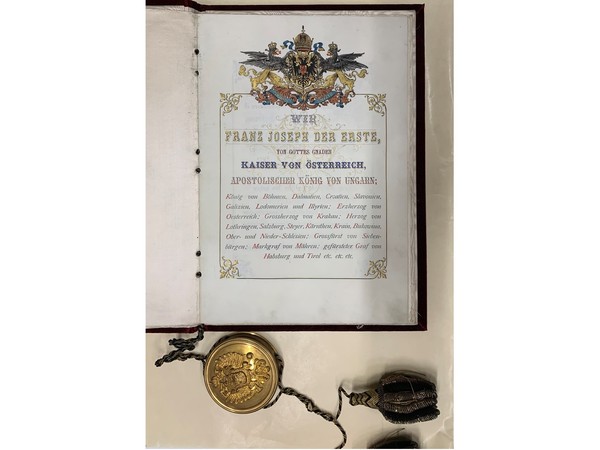 WIR
FRANZ JOSEPH DER ERSTE,
VON GOTTES GNADEN
KAISER VON ÖSTERREICH,
APOSTOLISCHER KÖNIG VON UNGARN;
König von Böhmen, Dalmatien, Croatien, Slavonien,
Galizien, Lodomerien und Illyrien; Erzherzog von
Oesterreich; Grossherzog von Krakau; Herzog von
Lothringen, Salzburg, Steyer, Kärnthen, Krain, Bukowina,
Ober- und Nieder-Schlesien; Grossfürst von Sieben-
bürgen; Markgraf von Mähren; gefürsteter Graf von
Habsburg und Tirol etc. etc. etc.